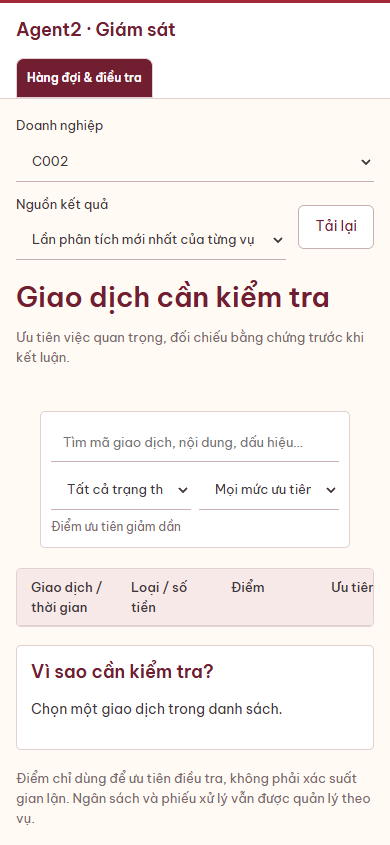 Agent2 · Giám sát
Hàng đợi & điều tra
Doanh nghiệp
C002
Nguồn kết quả
Lần phân tích mới nhất của từng vụ
Tải lại
Giao dịch cần kiểm tra
Ưu tiên việc quan trọng, đối chiếu bằng chứng trước khi
kết luận.
Tìm mã giao dịch, nội dung, dấu hiệu...
Tất cả trạng th
Mọi mức ưu tiên
Điểm ưu tiên giảm dần
Giao dịch / thời gian
Loại / số tiền
Điểm
Ưu tiên
Vì sao cần kiểm tra?
Chọn một giao dịch trong danh sách.
Điểm chỉ dùng để ưu tiên điều tra, không phải xác suất
gian lận. Ngân sách và phiếu xử lý vẫn được quản lý theo
vụ.